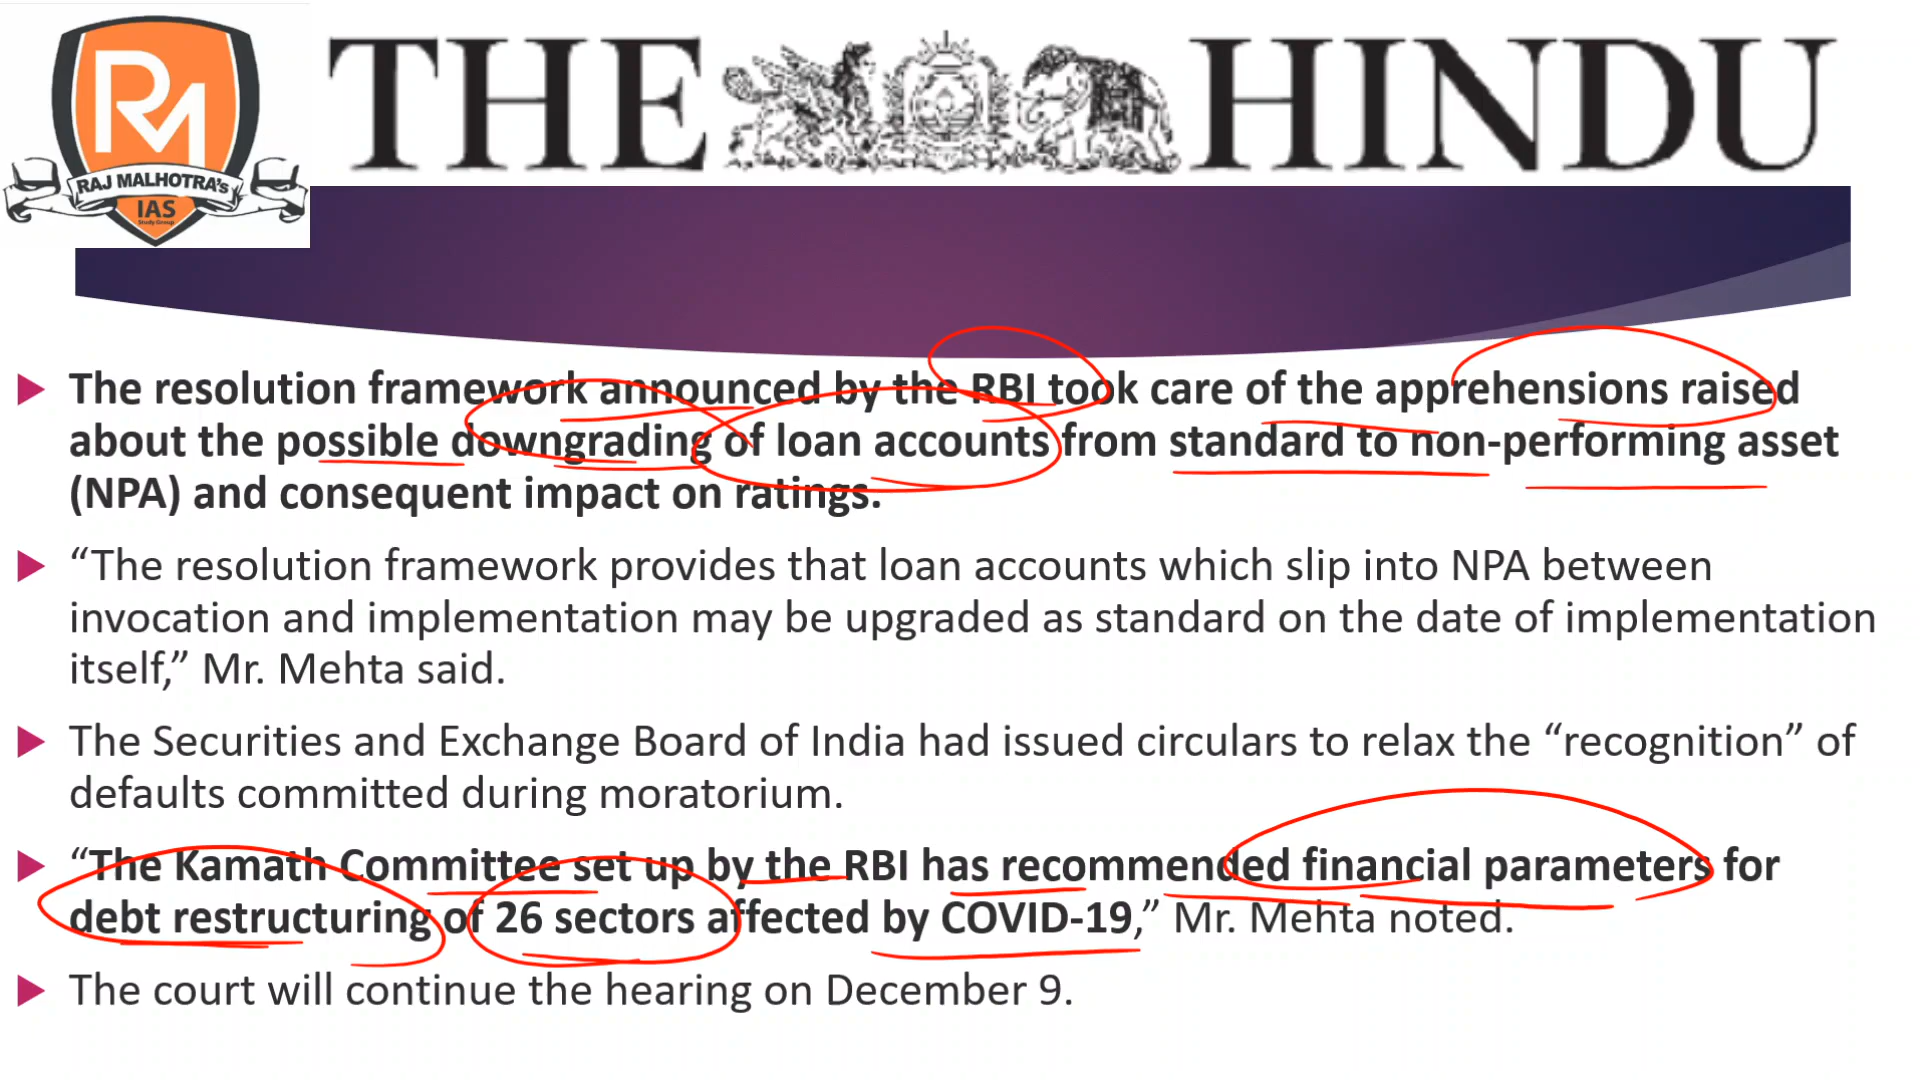 RM
RAJ MALHOTRA's
IAS
Study Group
THE HINDU
The resolution framework announced by the RBI took care of the apprehensions raised
about the possible downgrading of loan accounts from standard to non-performing asset
(NPA) and consequent impact on ratings.
“The resolution framework provides that loan accounts which slip into NPA between
invocation and implementation may be upgraded as standard on the date of implementation
itself,” Mr. Mehta said.
The Securities and Exchange Board of India had issued circulars to relax the “recognition” of
defaults committed during moratorium.
“The Kamath Committee set up by the RBI has recommended financial parameters for
debt restructuring of 26 sectors affected by COVID-19,” Mr. Mehta noted.
The court will continue the hearing on December 9.